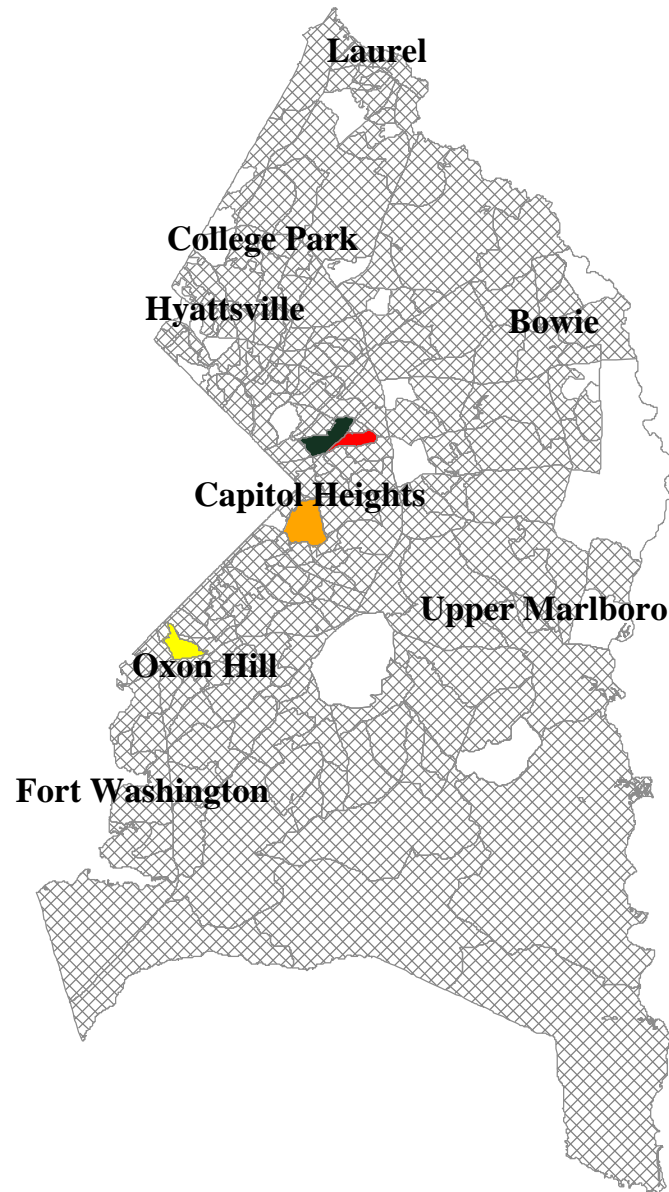 Laurel
College Park
Hyattsville
Bowie
Capitol Heights
Upper Marlboro
Oxon Hill
Fort Washington